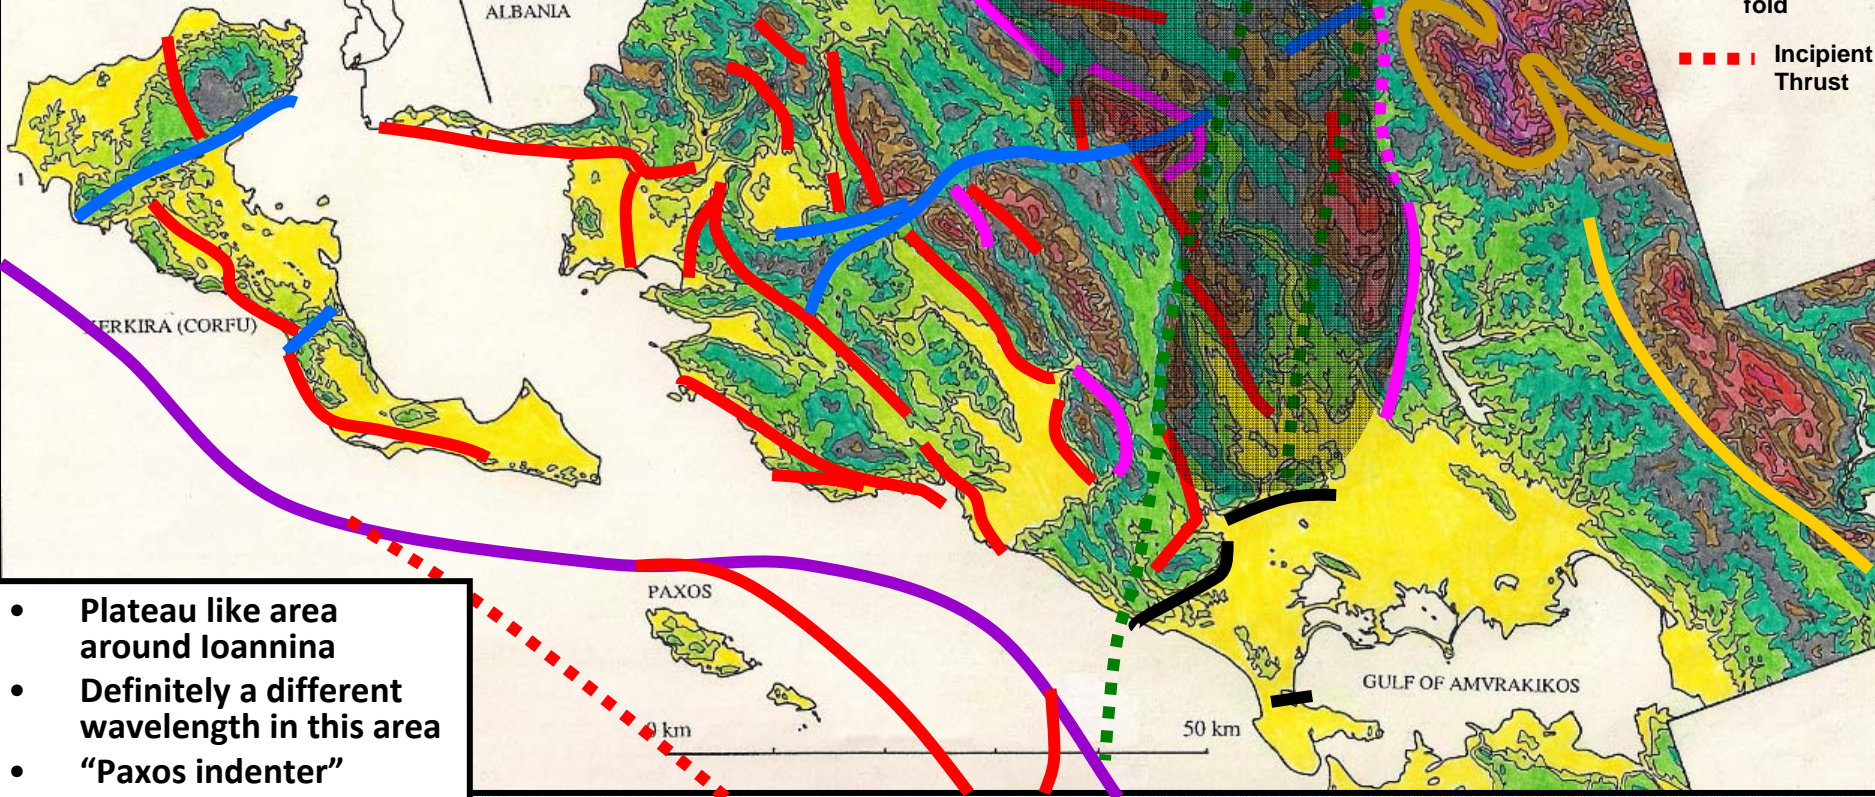 ALBANIA
fold
Incipient
Thrust
KERKIRA (CORFU)
PAXOS
GULF OF AMVRAKIKOS
0 km
50 km
• Plateau like area
around Ioannina
• Definitely a different
wavelength in this area
• “Paxos indenter”